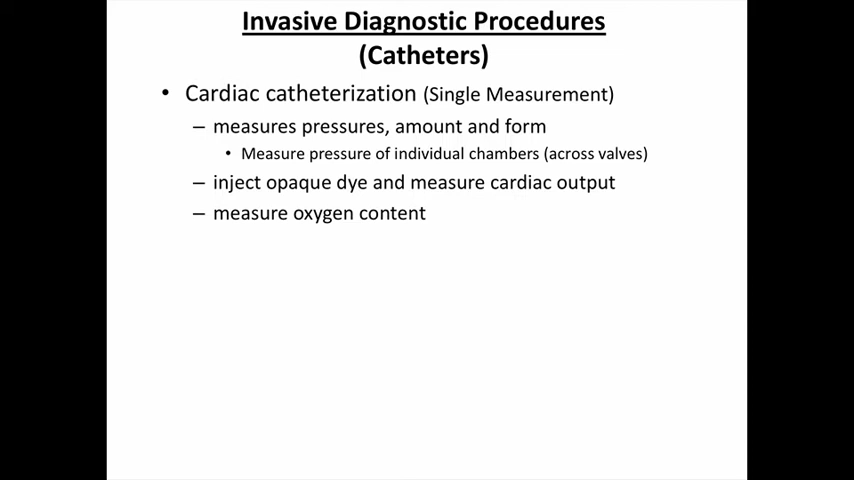 Invasive Diagnostic Procedures
(Catheters)
• Cardiac catheterization (Single Measurement)
– measures pressures, amount and form
• Measure pressure of individual chambers (across valves)
– inject opaque dye and measure cardiac output
– measure oxygen content